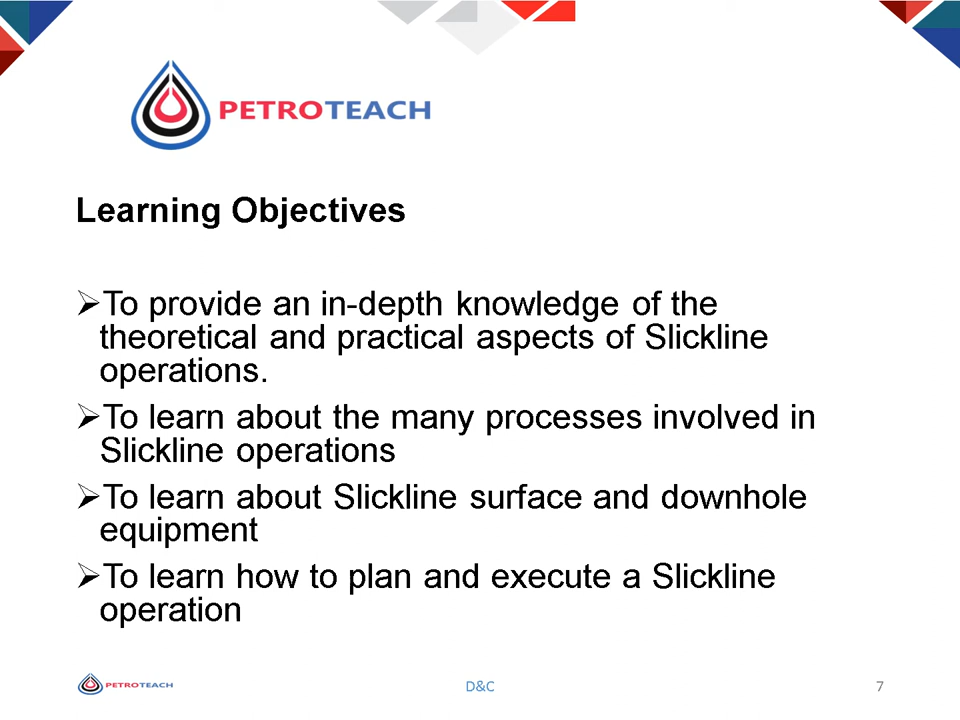 PETROTEACH
Learning Objectives
➢To provide an in-depth knowledge of the
theoretical and practical aspects of Slickline
operations.
➢To learn about the many processes involved in
Slickline operations
➢To learn about Slickline surface and downhole
equipment
➢To learn how to plan and execute a Slickline
operation
PETROTEACH
D&C
7